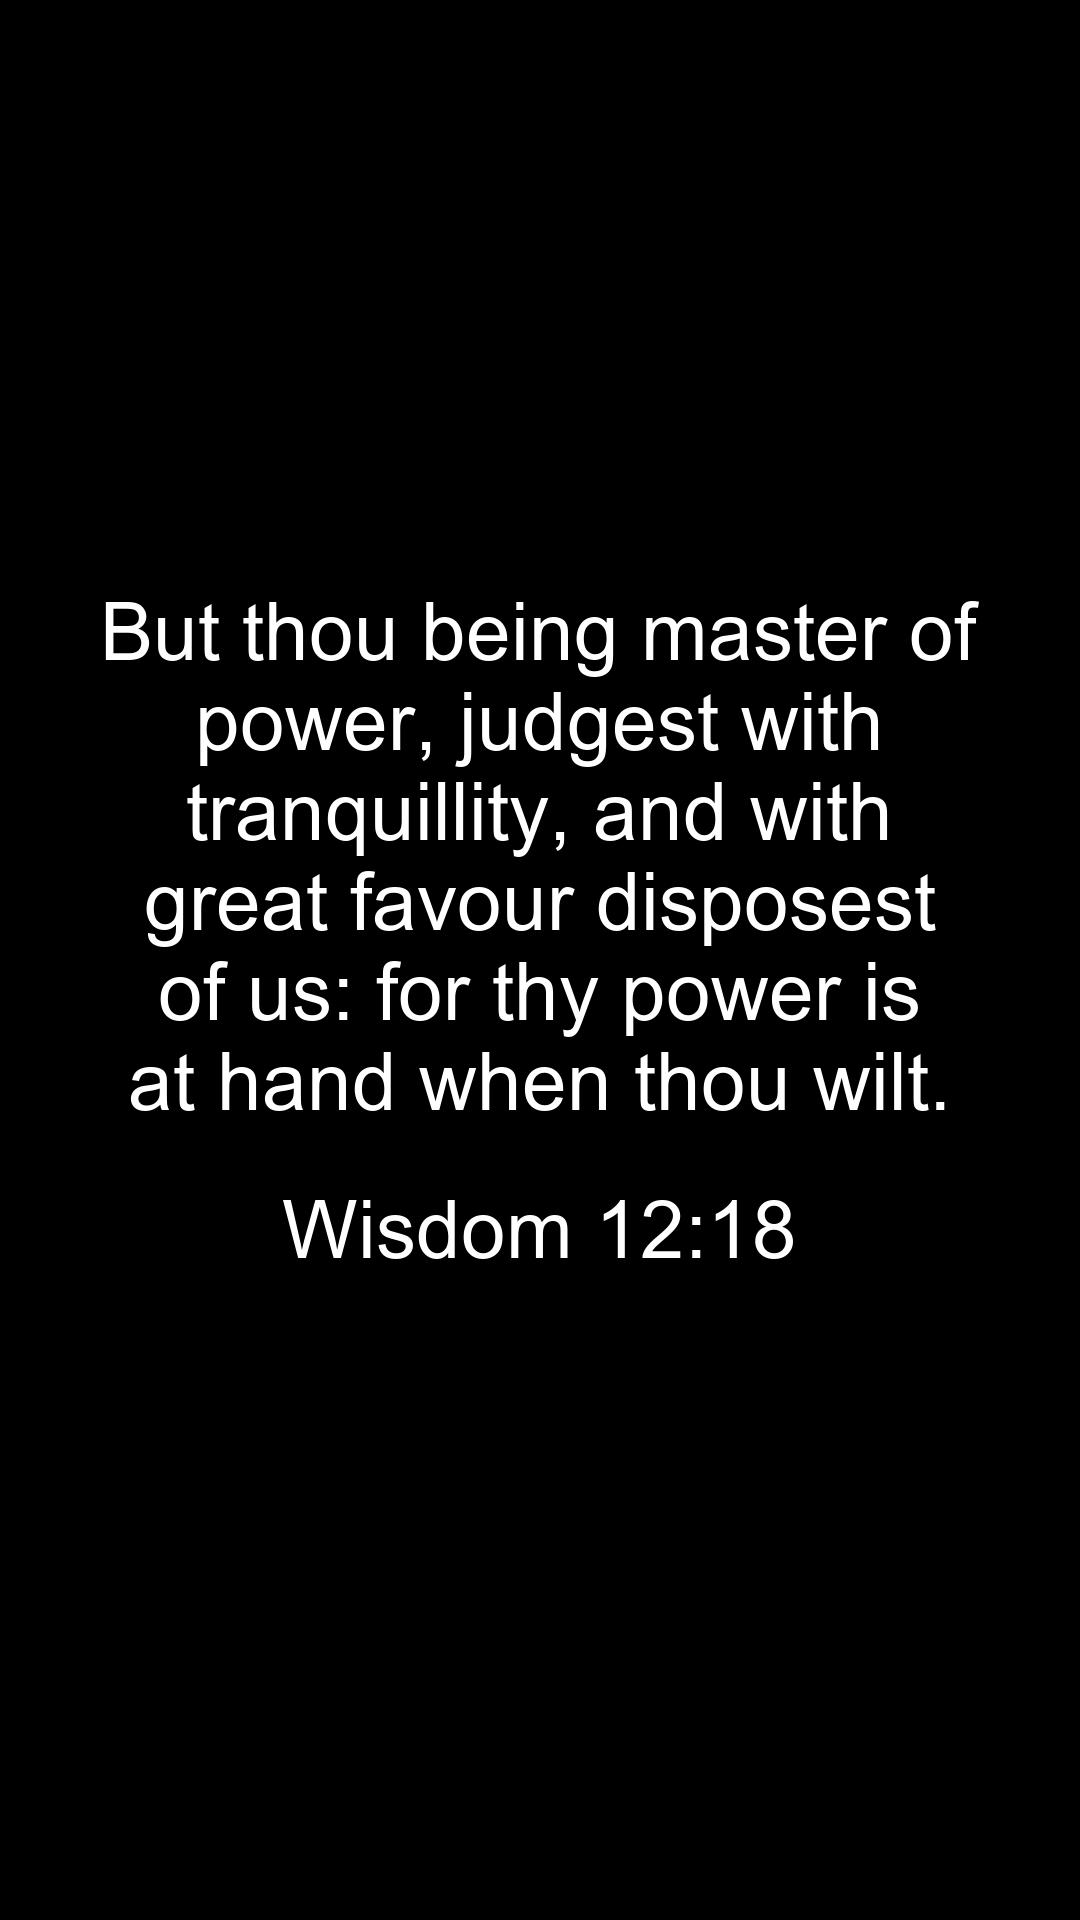 But thou being master of
power, judgest with
tranquillity, and with
great favour disposest
of us: for thy power is
at hand when thou wilt.
Wisdom 12:18